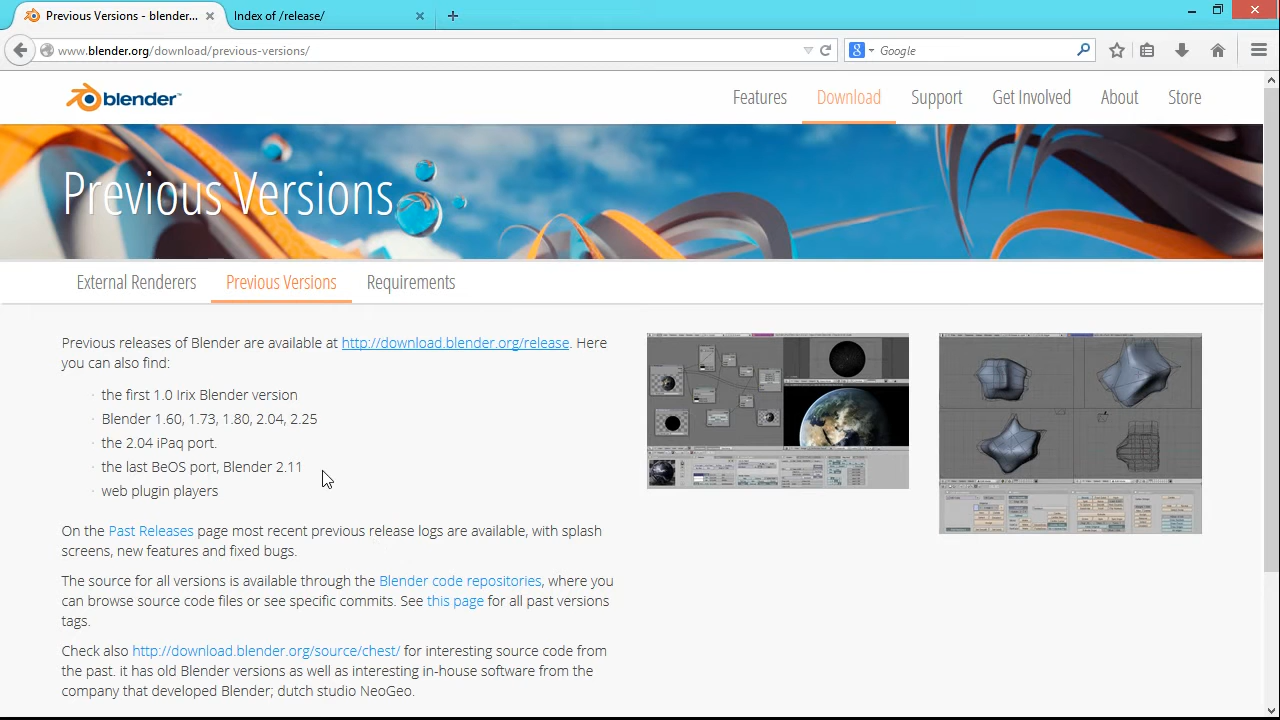 Previous Versions - blender...
Index of /release/
www.blender.org/download/previous-versions/
Google
blender™
Features
Download
Support
Get Involved
About
Store
Previous Versions
External Renderers
Previous Versions
Requirements
Previous releases of Blender are available at http://download.blender.org/release. Here
you can also find:
· the first 1.0 Irix Blender version
· Blender 1.60, 1.73, 1.80, 2.04, 2.25
· the 2.04 iPaq port.
· the last BeOS port, Blender 2.11
· web plugin players
On the Past Releases page most recent previous release logs are available, with splash
screens, new features and fixed bugs.
The source for all versions is available through the Blender code repositories, where you
can browse source code files or see specific commits. See this page for all past versions
tags.
Check also http://download.blender.org/source/chest/ for interesting source code from
the past. it has old Blender versions as well as interesting in-house software from the
company that developed Blender; dutch studio NeoGeo.